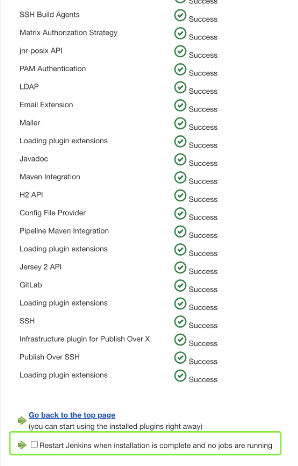 Success
SSH Build Agents Success
Matrix Authorization Strategy Success
jnr-posix API Success
PAM Authentication Success
LDAP Success
Email Extension Success
Mailer Success
Loading plugin extensions Success
Javadoc Success
Maven Integration Success
H2 API Success
Config File Provider Success
Pipeline Maven Integration Success
Loading plugin extensions Success
Jersey 2 API Success
GitLab Success
Loading plugin extensions Success
SSH Success
Infrastructure plugin for Publish Over X Success
Publish Over SSH Success
Loading plugin extensions Success
Go back to the top page
(you can start using the installed plugins right away)
Restart Jenkins when installation is complete and no jobs are running